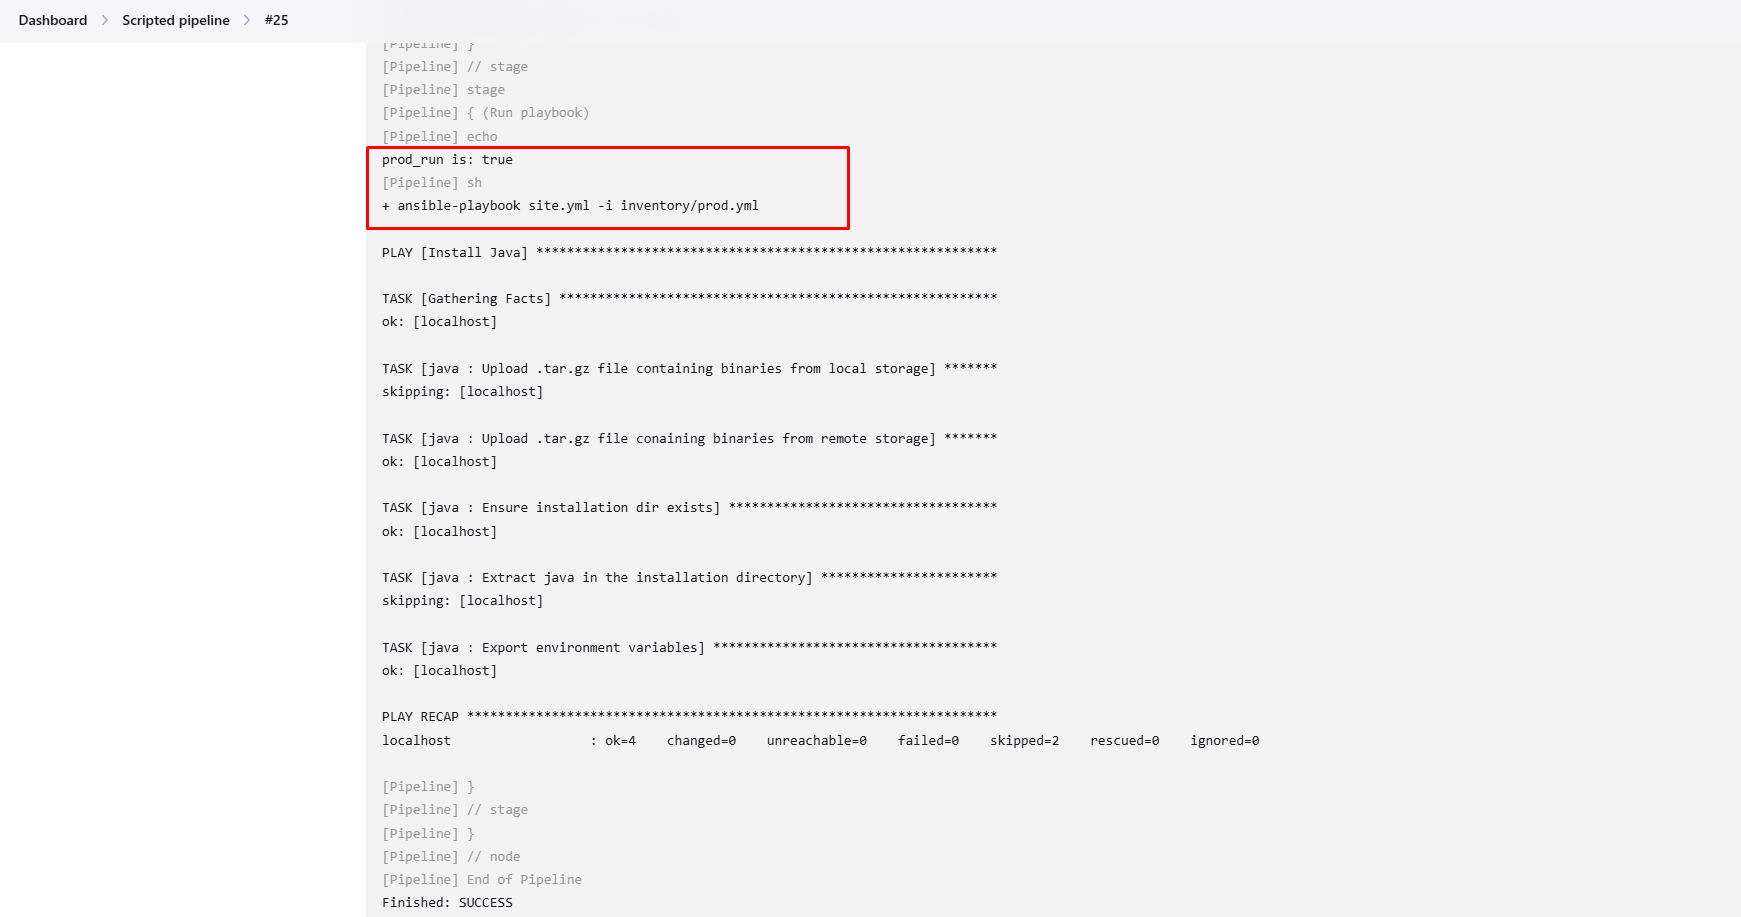 Dashboard > Scripted pipeline > #25
[Pipeline] }
[Pipeline] // stage
[Pipeline] stage
[Pipeline] { (Run playbook)
[Pipeline] echo
prod_run is: true
[Pipeline] sh
+ ansible-playbook site.yml -i inventory/prod.yml
PLAY [Install Java] ************************************************************
TASK [Gathering Facts] *********************************************************
ok: [localhost]
TASK [java : Upload .tar.gz file containing binaries from local storage] *******
skipping: [localhost]
TASK [java : Upload .tar.gz file conaining binaries from remote storage] *******
ok: [localhost]
TASK [java : Ensure installation dir exists] ***********************************
ok: [localhost]
TASK [java : Extract java in the installation directory] ***********************
skipping: [localhost]
TASK [java : Export environment variables] *************************************
ok: [localhost]
PLAY RECAP *********************************************************************
localhost                  : ok=4    changed=0    unreachable=0    failed=0    skipped=2    rescued=0    ignored=0
[Pipeline] }
[Pipeline] // stage
[Pipeline] }
[Pipeline] // node
[Pipeline] End of Pipeline
Finished: SUCCESS